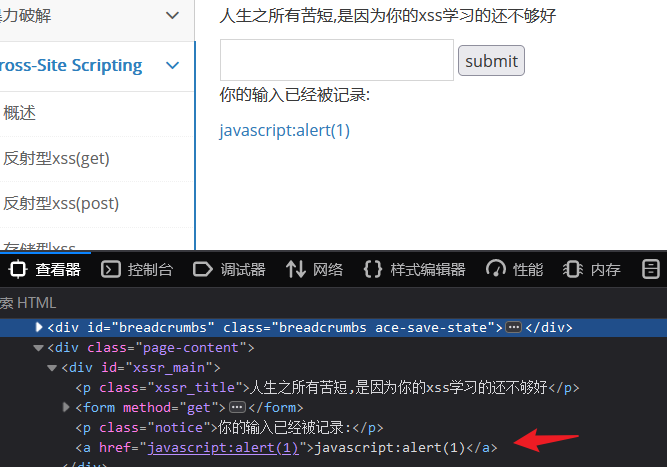 力破解
人生之所有苦短,是因为你的xss学习的还不够好
ross-Site Scripting
submit
概述
你的输入已经被记录:
javascript:alert(1)
反射型xss(get)
反射型xss(post)
存储型xss
查看器 控制台 调试器 网络 样式编辑器 性能 内存
索 HTML
<div id="breadcrumbs" class="breadcrumbs ace-save-state">…</div>
<div class="page-content">
<div id="xssr_main">
<p class="xssr_title">人生之所有苦短,是因为你的xss学习的还不够好</p>
<form method="get">…</form>
<p class="notice">你的输入已经被记录:</p>
<a href="javascript:alert(1)">javascript:alert(1)</a>
</div>